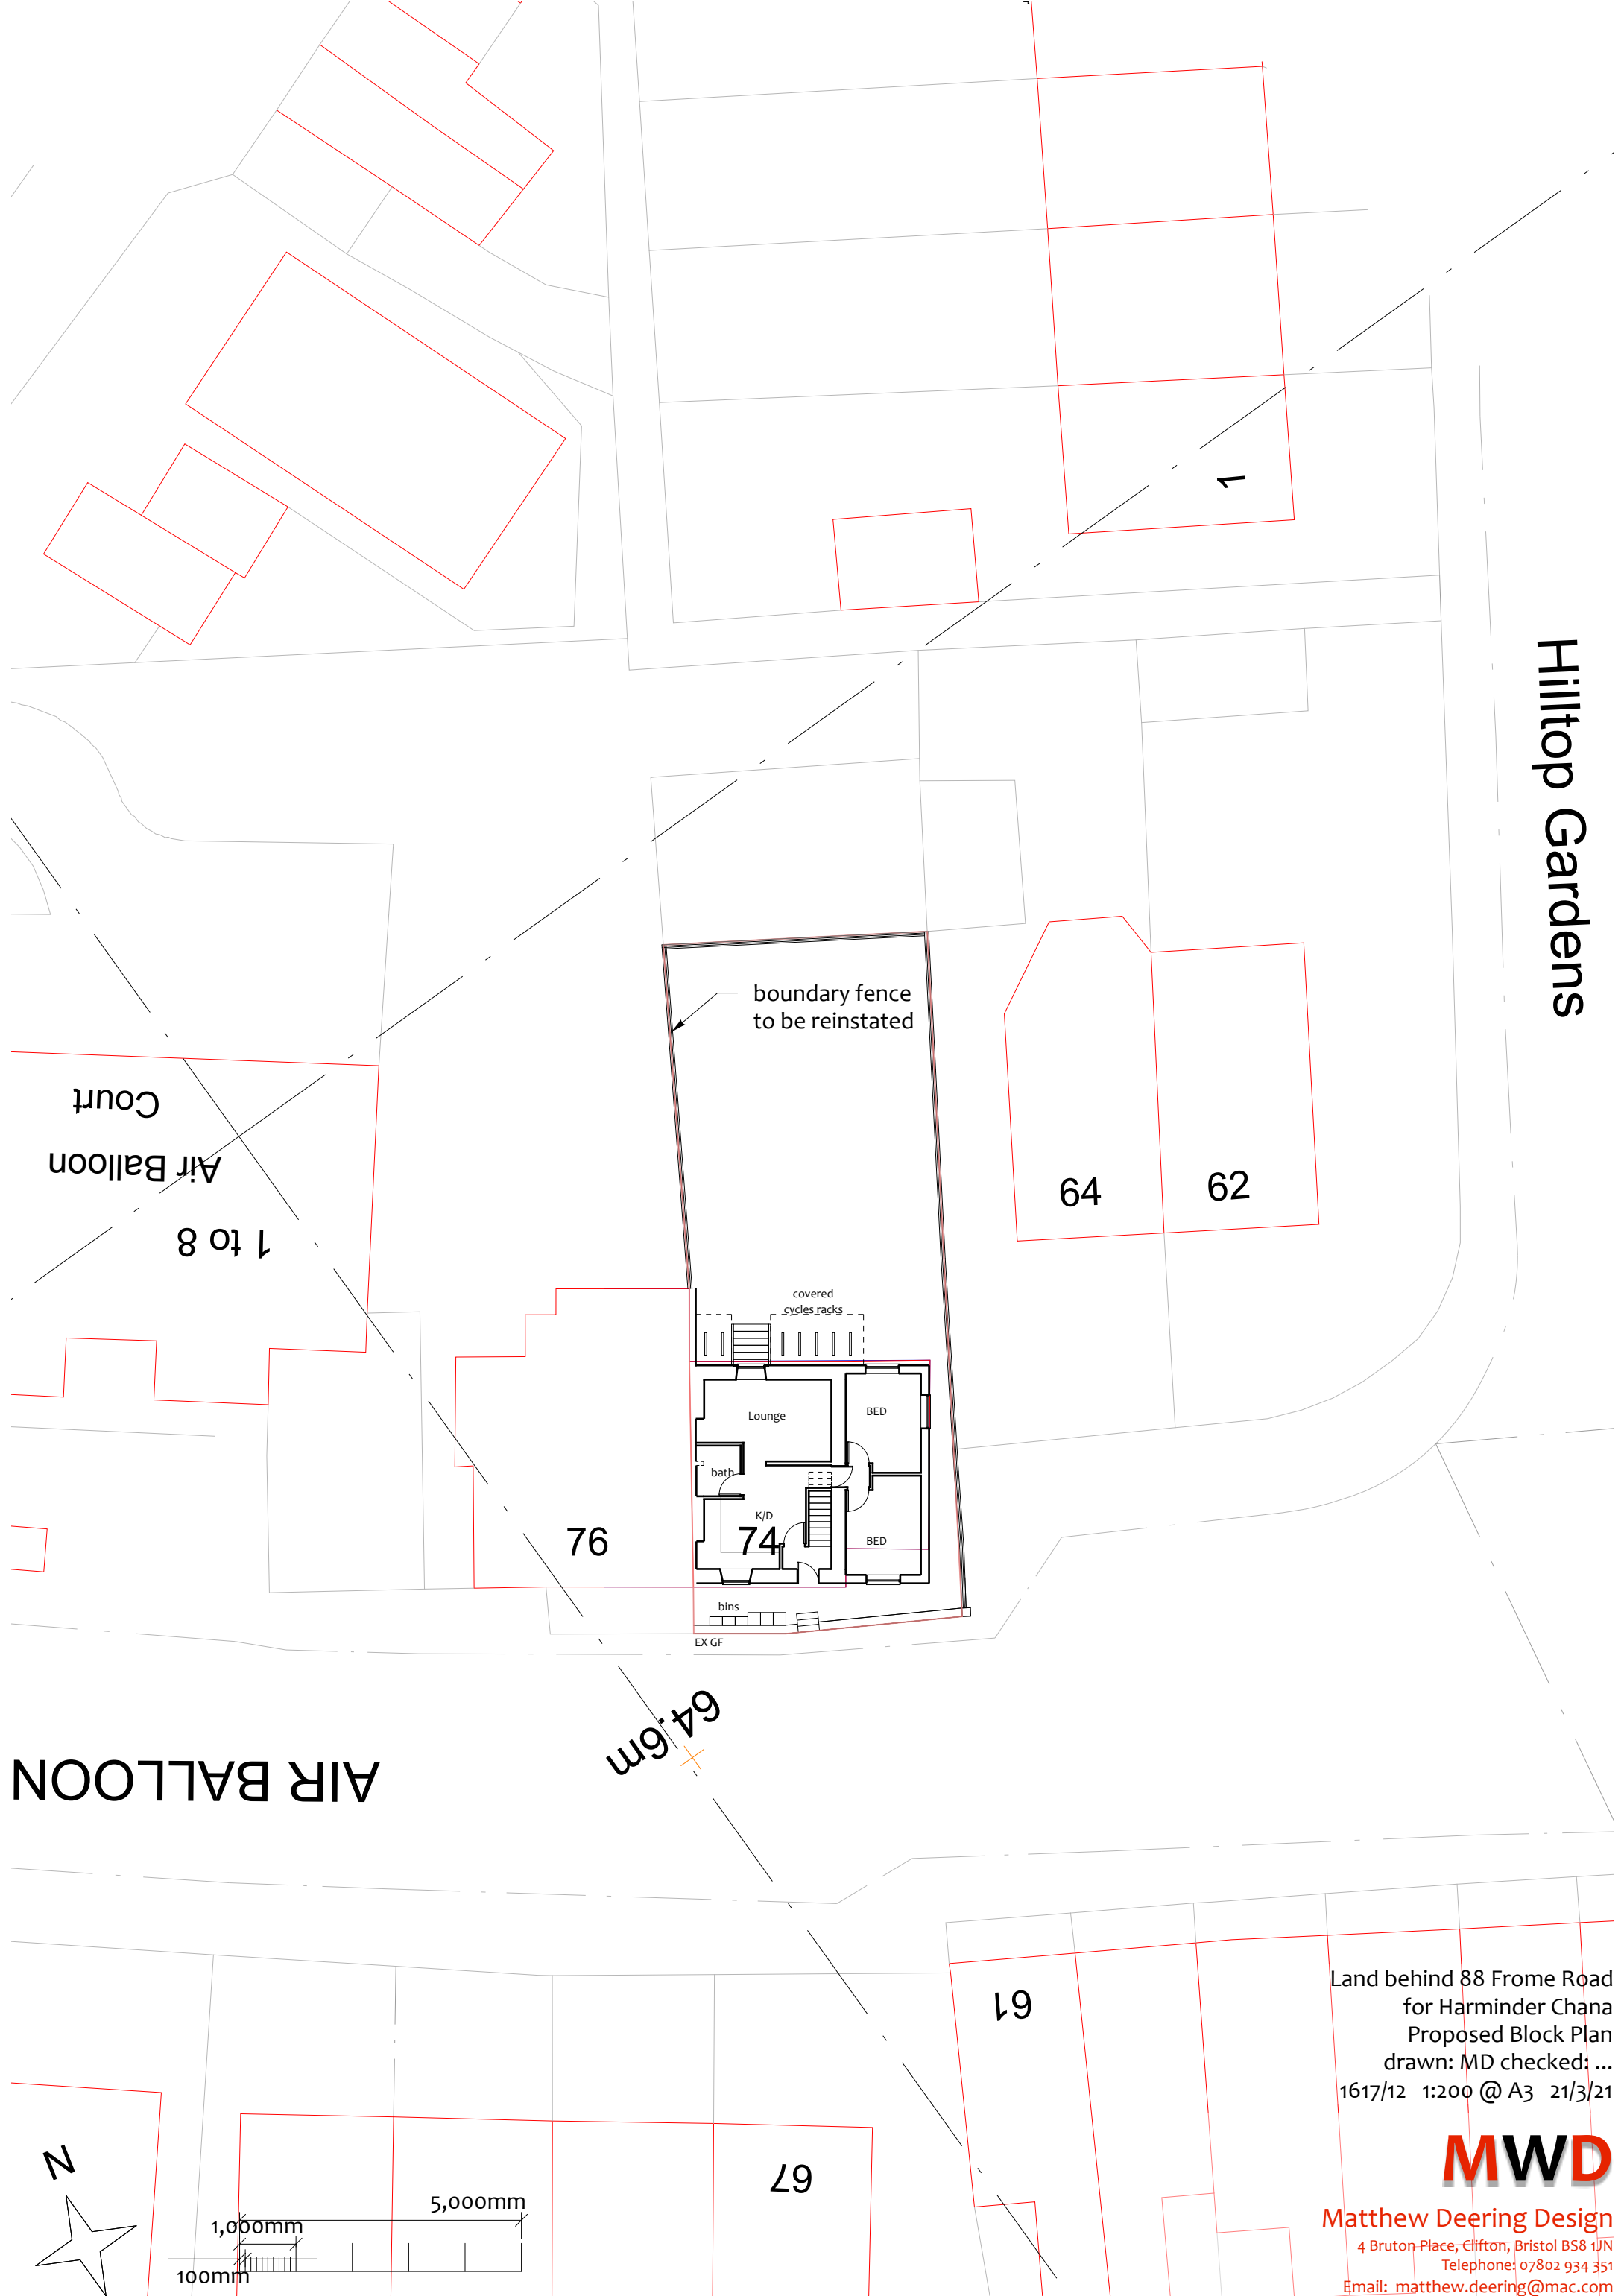 1
Hilltop Gardens
boundary fence
to be reinstated
Court
Air Balloon
1 to 8
64
62
covered
cycles racks
Lounge
BED
bath
K/D
76
74
BED
bins
EX GF
64.6m
AIR BALLOON
61
Land behind 88 Frome Road
for Harminder Chana
Proposed Block Plan
drawn: MD checked: ...
1617/12 1:200 @ A3 21/3/21
N
67
5,000mm
1,000mm
100mm
MWD
Matthew Deering Design
4 Bruton Place, Clifton, Bristol BS8 1JN
Telephone: 07802 934 351
Email: matthew.deering@mac.com